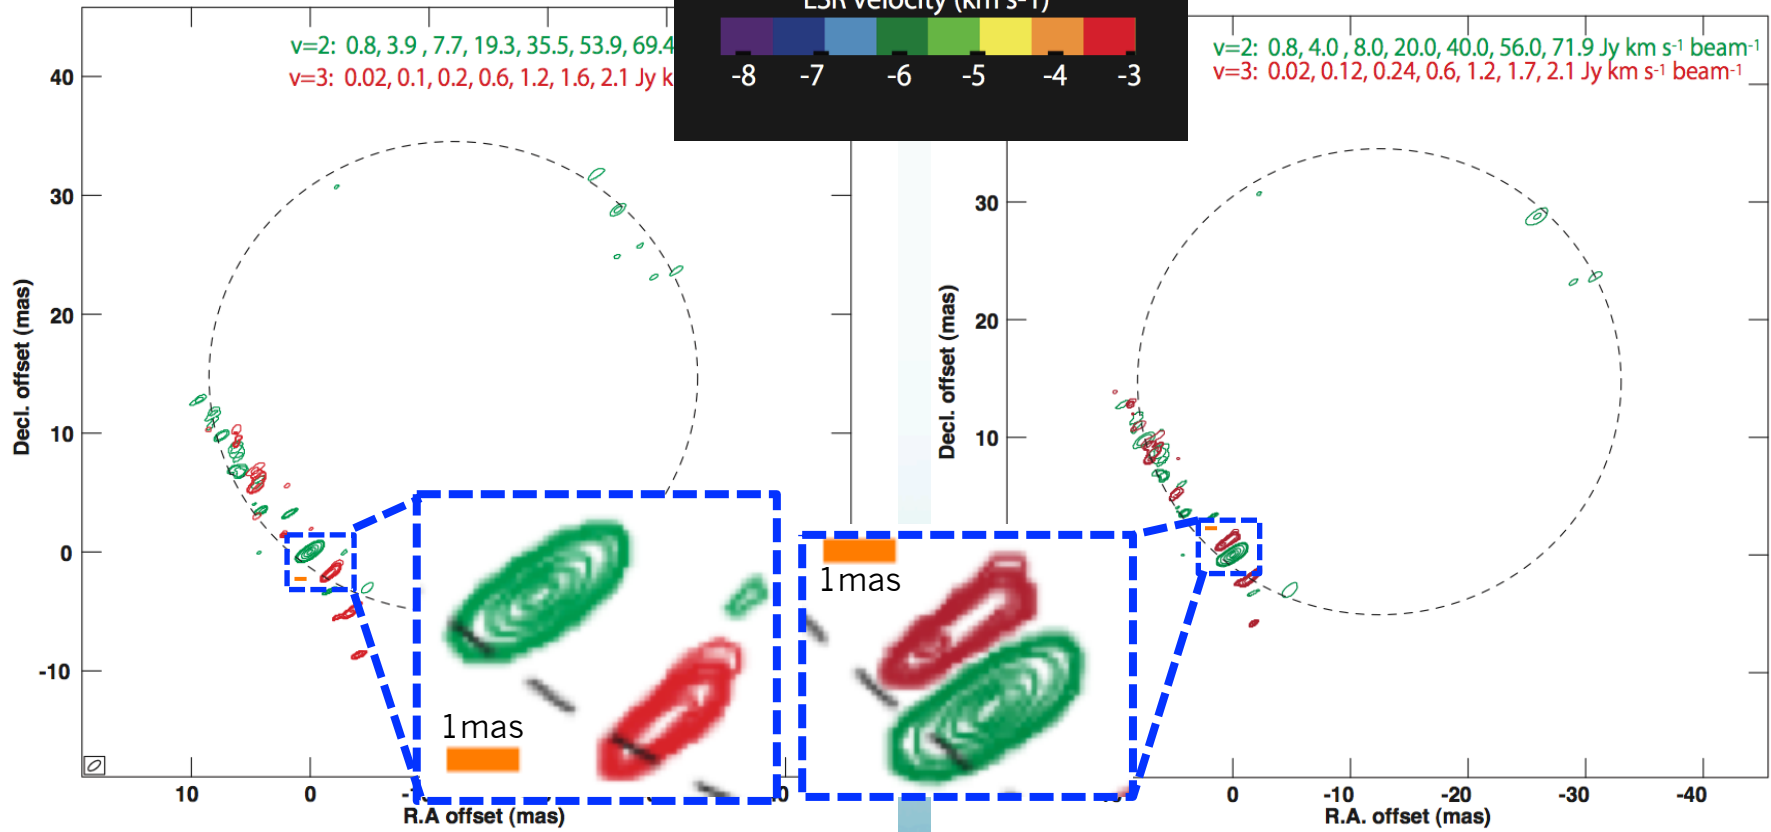 LSR velocity (km s-1)
-8 -7 -6 -5 -4 -3
v=2: 0.8, 3.9 , 7.7, 19.3, 35.5, 53.9, 69.4
v=3: 0.02, 0.1, 0.2, 0.6, 1.2, 1.6, 2.1 Jy k
40
30
20
10
0
-10
Decl. offset (mas)
10 0
R.A offset (mas)
1mas
v=2: 0.8, 4.0 , 8.0, 20.0, 40.0, 56.0, 71.9 Jy km s-1 beam-1
v=3: 0.02, 0.12, 0.24, 0.6, 1.2, 1.7, 2.1 Jy km s-1 beam-1
30
20
10
Decl. offset (mas)
1mas
0 -10 -20 -30 -40
R.A. offset (mas)